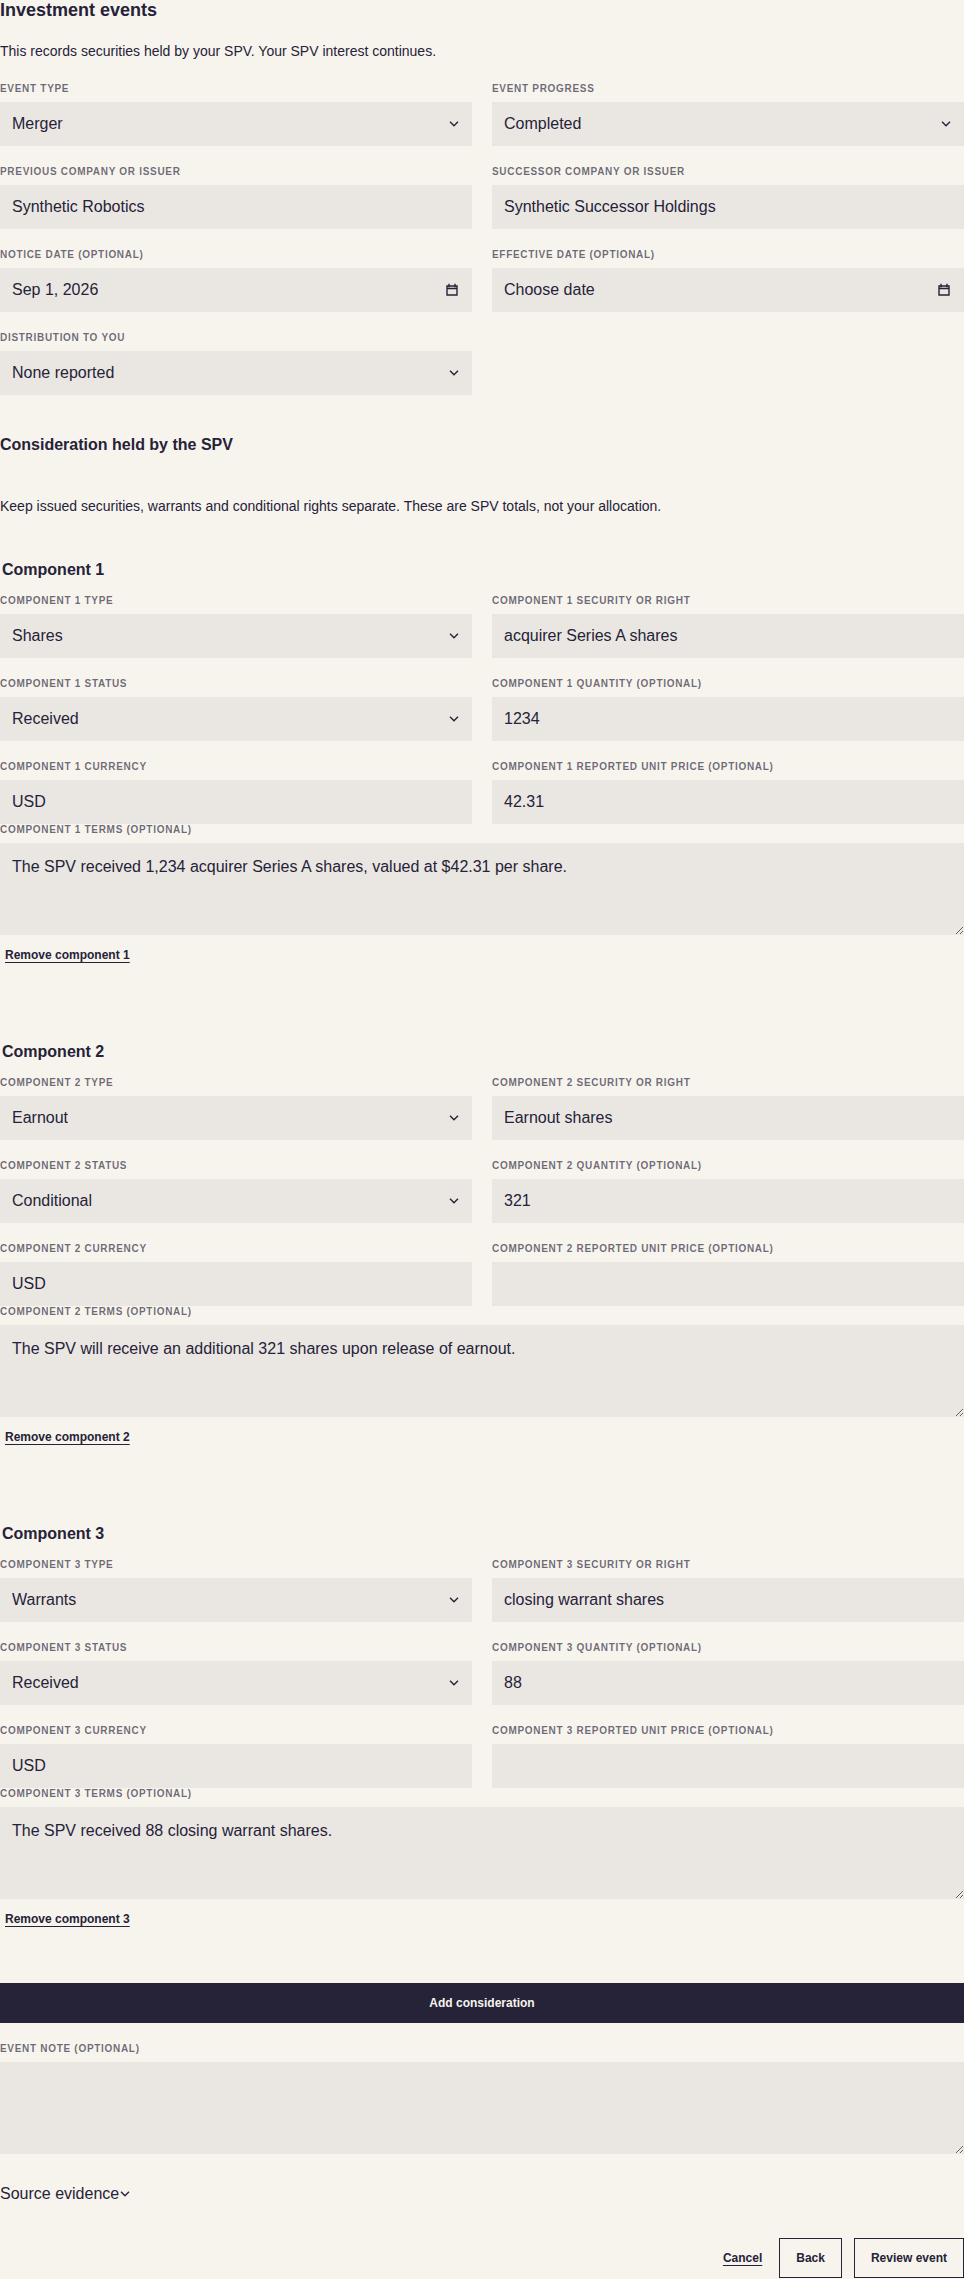 Investment events
This records securities held by your SPV. Your SPV interest continues.
EVENT TYPE
EVENT PROGRESS
Merger
Completed
PREVIOUS COMPANY OR ISSUER
SUCCESSOR COMPANY OR ISSUER
Synthetic Robotics
Synthetic Successor Holdings
NOTICE DATE (OPTIONAL)
EFFECTIVE DATE (OPTIONAL)
Sep 1, 2026
Choose date
DISTRIBUTION TO YOU
None reported
Consideration held by the SPV
Keep issued securities, warrants and conditional rights separate. These are SPV totals, not your allocation.
Component 1
COMPONENT 1 TYPE
COMPONENT 1 SECURITY OR RIGHT
Shares
acquirer Series A shares
COMPONENT 1 STATUS
COMPONENT 1 QUANTITY (OPTIONAL)
Received
1234
COMPONENT 1 CURRENCY
COMPONENT 1 REPORTED UNIT PRICE (OPTIONAL)
USD
42.31
COMPONENT 1 TERMS (OPTIONAL)
The SPV received 1,234 acquirer Series A shares, valued at $42.31 per share.
Remove component 1
Component 2
COMPONENT 2 TYPE
COMPONENT 2 SECURITY OR RIGHT
Earnout
Earnout shares
COMPONENT 2 STATUS
COMPONENT 2 QUANTITY (OPTIONAL)
Conditional
321
COMPONENT 2 CURRENCY
COMPONENT 2 REPORTED UNIT PRICE (OPTIONAL)
USD
COMPONENT 2 TERMS (OPTIONAL)
The SPV will receive an additional 321 shares upon release of earnout.
Remove component 2
Component 3
COMPONENT 3 TYPE
COMPONENT 3 SECURITY OR RIGHT
Warrants
closing warrant shares
COMPONENT 3 STATUS
COMPONENT 3 QUANTITY (OPTIONAL)
Received
88
COMPONENT 3 CURRENCY
COMPONENT 3 REPORTED UNIT PRICE (OPTIONAL)
USD
COMPONENT 3 TERMS (OPTIONAL)
The SPV received 88 closing warrant shares.
Remove component 3
Add consideration
EVENT NOTE (OPTIONAL)
Source evidence
Cancel
Back
Review event